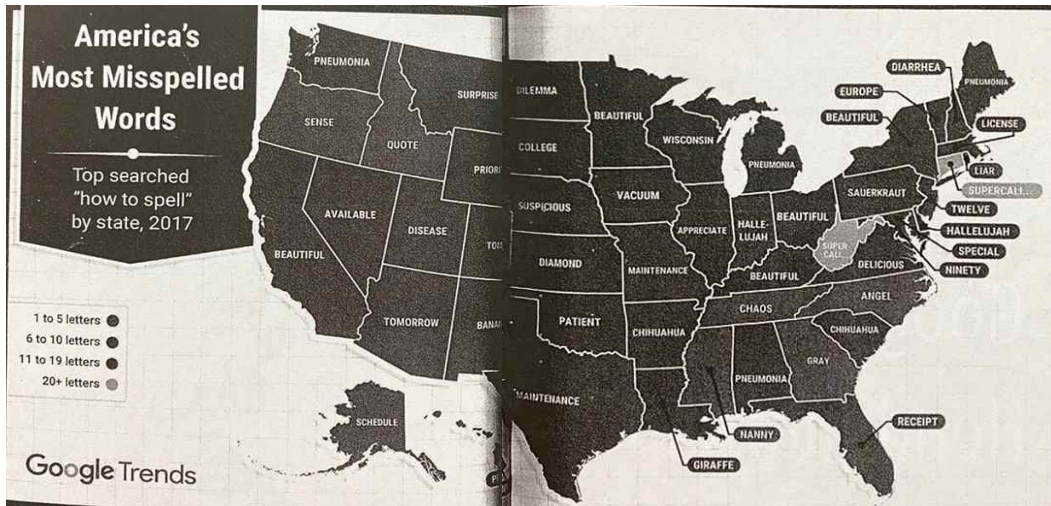 America's
Most Misspelled
Words
Top searched
"how to spell"
by state, 2017
1 to 5 letters
6 to 10 letters
11 to 19 letters
20+ letters
Google Trends
PNEUMONIA
SENSE
QUOTE
SURPRISE
BEAUTIFUL
AVAILABLE
DISEASE
TOMORROW
SCHEDULE
DILEMMA
COLLEGE
SUSPICIOUS
DIAMOND
PATIENT
MAINTENANCE
BEAUTIFUL
VACUUM
MAINTENANCE
CHIHUAHUA
GIRAFFE
WISCONSIN
APPRECIATE
NANNY
PNEUMONIA
HALLE-
LUJAH
BEAUTIFUL
BEAUTIFUL
CHAOS
PNEUMONIA
GRAY
RECEIPT
CHIHUAHUA
ANGEL
DELICIOUS
SUPER
CALI...
SAUERKRAUT
BEAUTIFUL
EUROPE
DIARRHEA
PNEUMONIA
LICENSE
LIAR
SUPERCALI...
TWELVE
HALLELUJAH
SPECIAL
NINETY